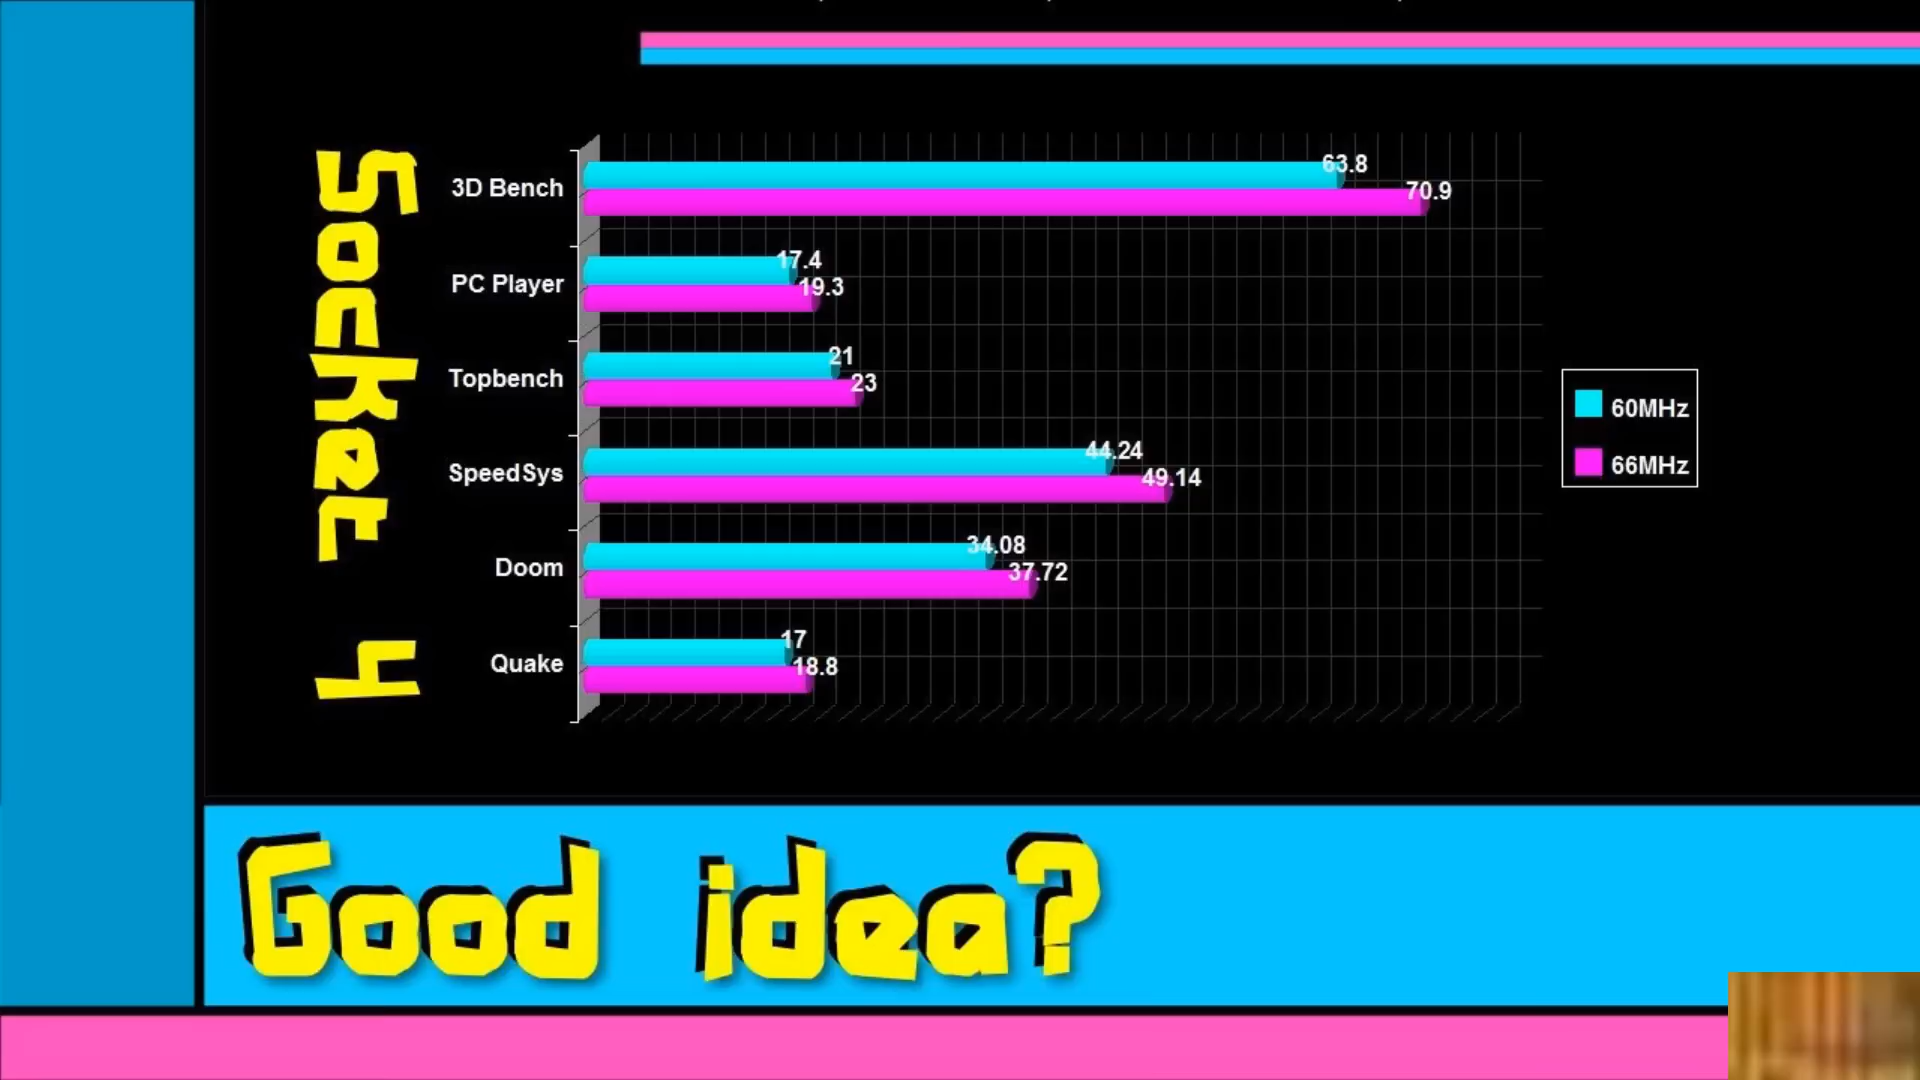 Socket 4
3D Bench
63.8
70.9
PC Player
17.4
19.3
Topbench
21
23
SpeedSys
44.24
49.14
Doom
34.08
37.72
Quake
17
18.8
60MHz
66MHz
Good idea?